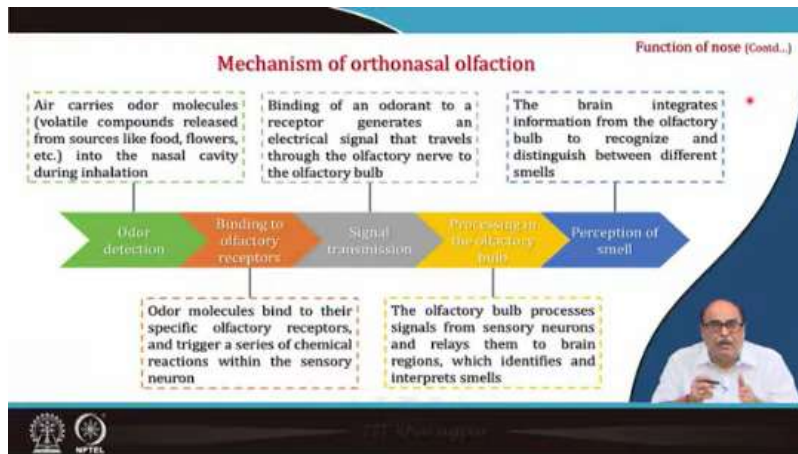 Function of nose (Contd...)
Mechanism of orthonasal olfaction
Air carries odor molecules
(volatile compounds released
from sources like food, flowers,
etc.) into the nasal cavity
during inhalation
Binding of an odorant to a
receptor generates an
electrical signal that travels
through the olfactory nerve to
the olfactory bulb
The brain integrates
information from the olfactory
bulb to recognize and
distinguish between different
smells
Odor
detection
Binding to
olfactory
receptors
Signal
transmission
Processing in
the olfactory
bulb
Perception of
smell
Odor molecules bind to their
specific olfactory receptors,
and trigger a series of chemical
reactions within the sensory
neuron
The olfactory bulb processes
signals from sensory neurons
and relays them to brain
regions, which identifies and
interprets smells
NPTEL
IIT Kharagpur